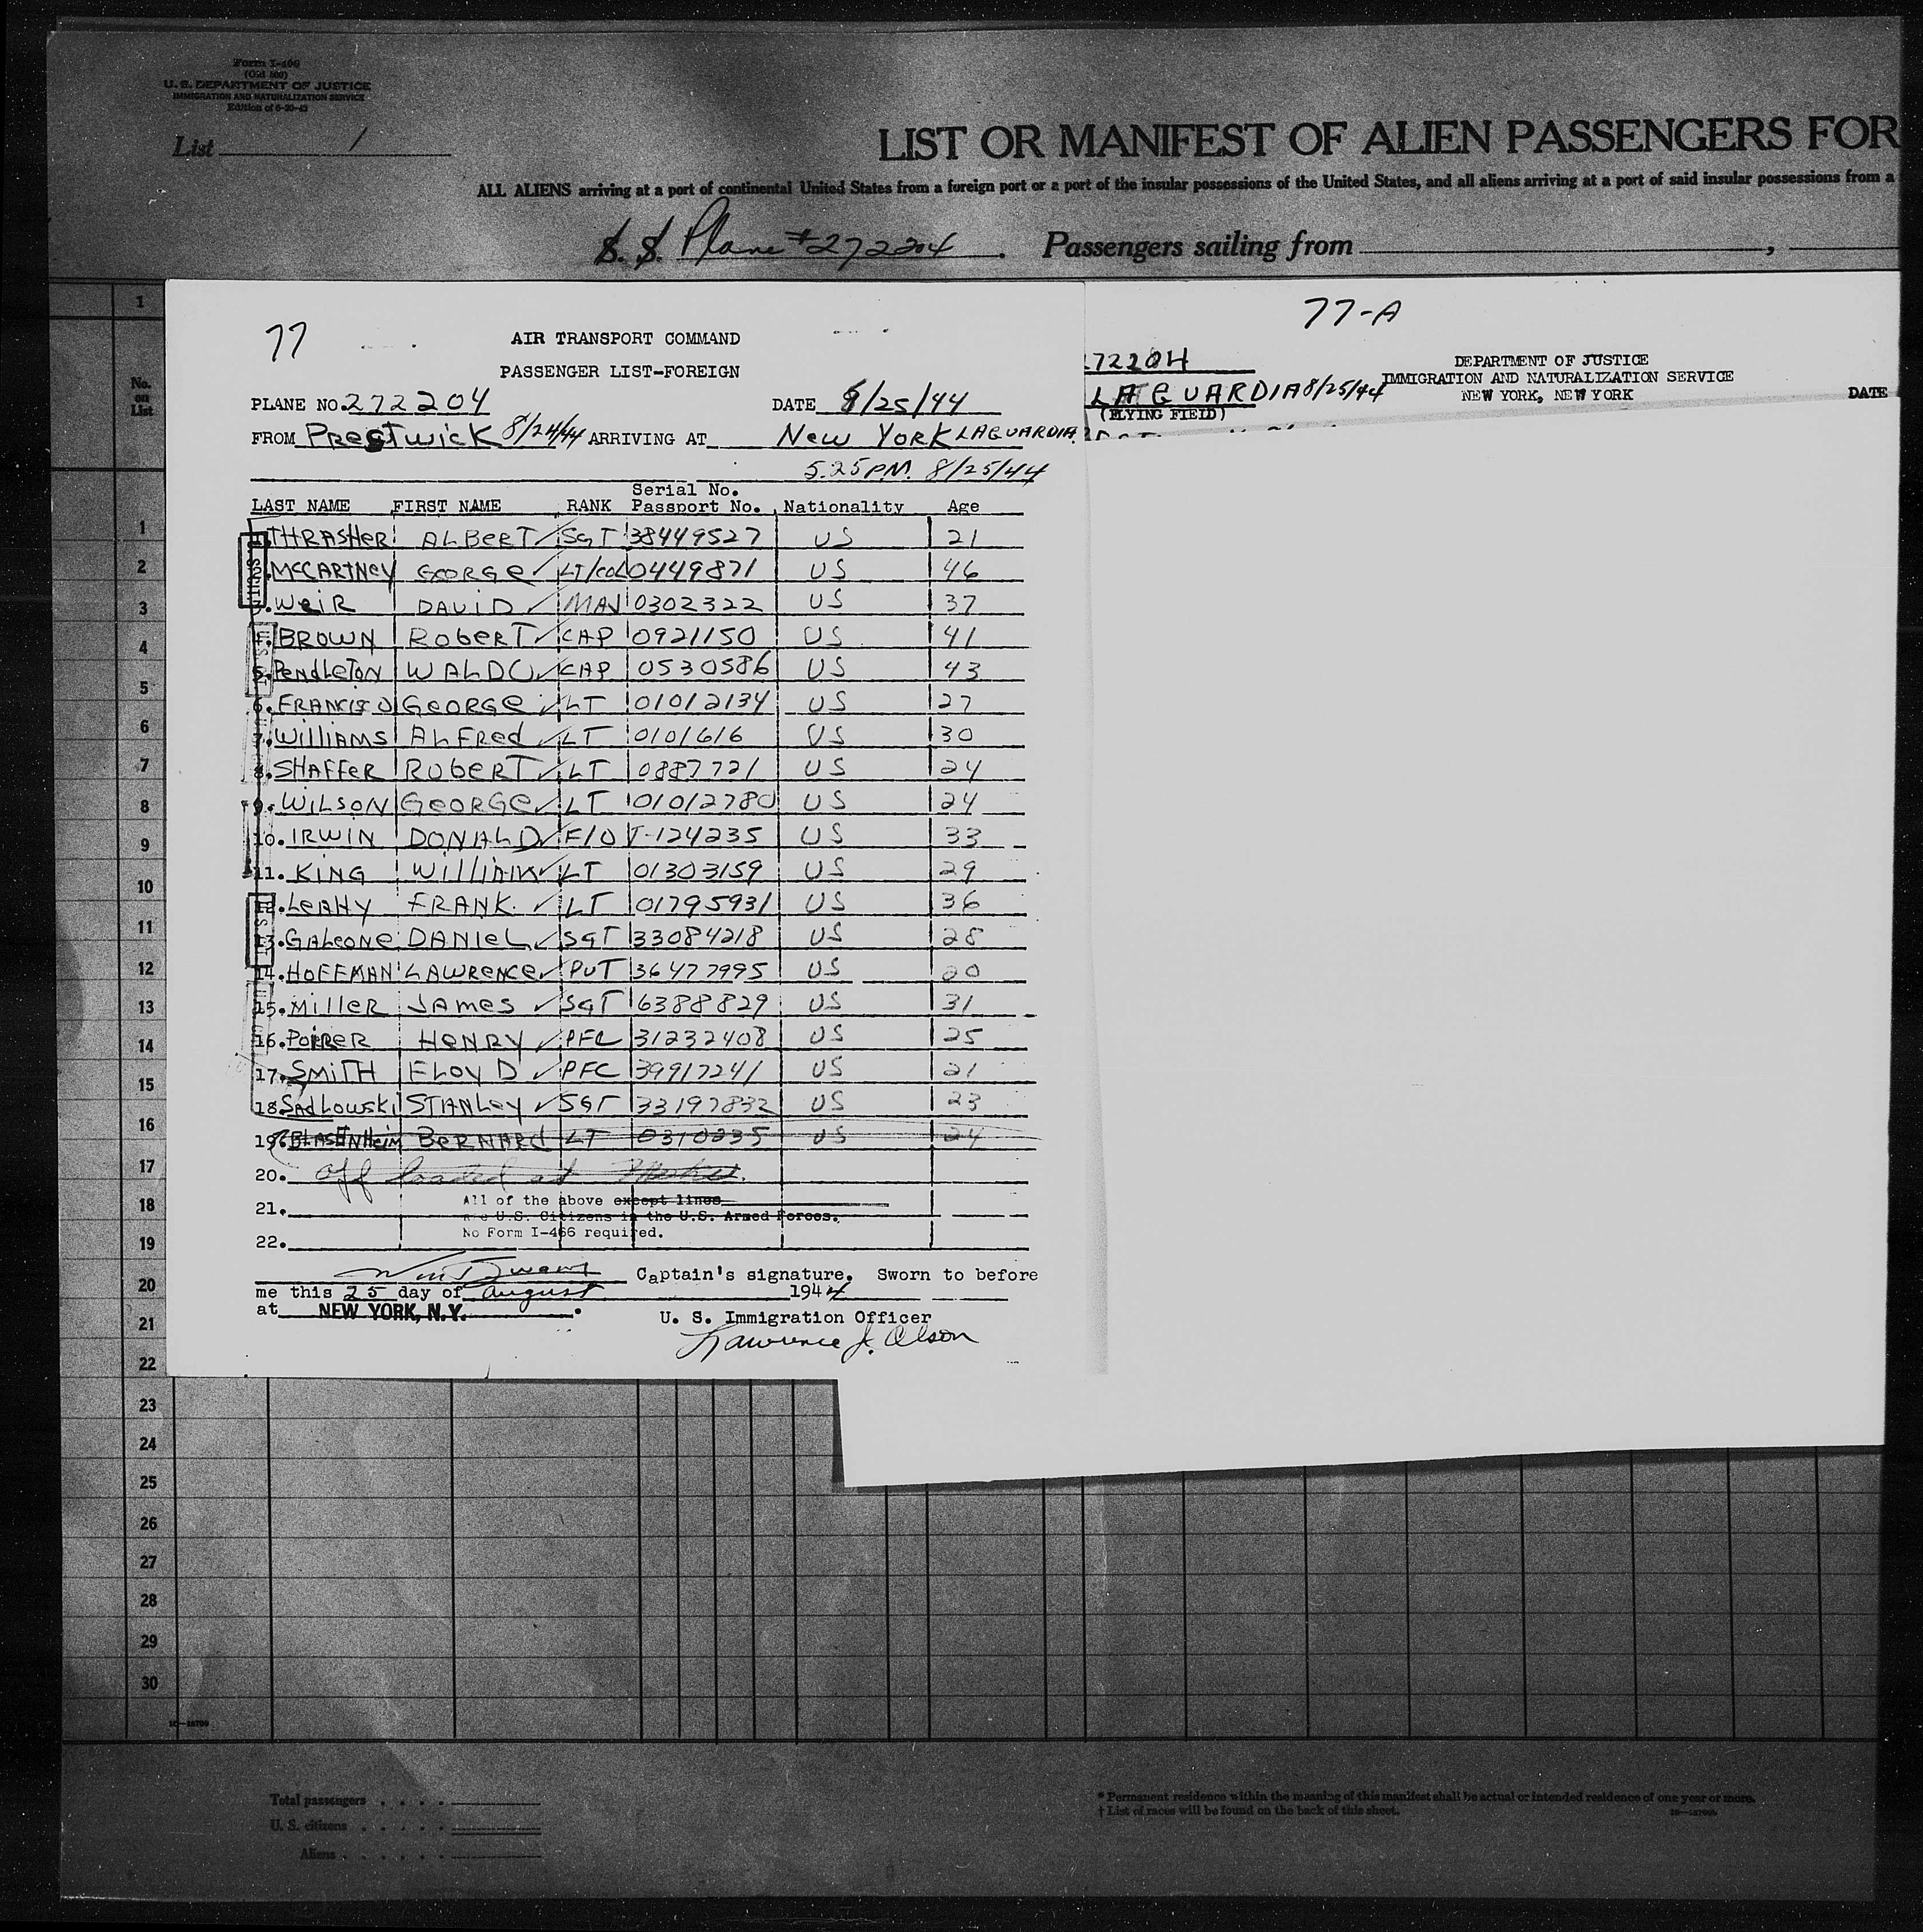 Form I-466
(Old 500)
U. S. DEPARTMENT OF JUSTICE
IMMIGRATION AND NATURALIZATION SERVICE
Edition of 6-20-43
List 1
LIST OR MANIFEST OF ALIEN PASSENGERS FOR
ALL ALIENS arriving at a port of continental United States from a foreign port or a port of the insular possessions of the United States, and all aliens arriving at a port of said insular possessions from a
S. S. Plane #272204. Passengers sailing from ,
No. on List
77
AIR TRANSPORT COMMAND
PASSENGER LIST-FOREIGN
PLANE NO. 272204 DATE 8/25/44
FROM Prestwick 8/24/44 ARRIVING AT New York LAGUARDIA
5.25 P.M. 8/25/44
LAST NAME FIRST NAME RANK Serial No. Passport No. Nationality Age
1. THRASHER ALBERT SGT 38449527 US 21
2. MCCARTNEY GEORGE LT/COL 0449871 US 46
3. WEIR DAVID MAJ 0302322 US 37
4. BROWN ROBERT CAP 0921150 US 41
5. PENDLETON WALDO CAP 0530586 US 43
6. FRANCISO GEORGE LT 01012134 US 27
7. WILLIAMS ALFRED LT 0101616 US 30
8. SHAFFER ROBERT LT 0887721 US 24
9. WILSON GEORGE LT 01012780 US 24
10. IRWIN DONALD F/O T-124235 US 33
11. KING WILLIAM LT 01303159 US 29
12. LEAHY FRANK LT 01795931 US 36
13. GALEONE DANIEL SGT 33084218 US 28
14. HOFFMAN LAWRENCE PVT 36477995 US 20
15. MILLER JAMES SGT 6388829 US 31
16. POIRER HENRY PFC 31232408 US 25
17. SMITH FLOYD PFC 39917241 US 21
18. SADLOWSKI STANLEY SGT 33197832 US 23
19. BLASENHEIM BERNARD LT 0310235 US 24
20. Off loaded at
21. All of the above except lines
are U.S. Citizens in the U.S. Armed Forces.
22. No Form I-466 required.
Captain's signature. Sworn to before
me this 25 day of August 1944
at NEW YORK, N.Y.
U. S. Immigration Officer
Lawrence J. Olson
77-A
272204
DEPARTMENT OF JUSTICE
IMMIGRATION AND NATURALIZATION SERVICE
LAGUARDIA 8/25/44 NEW YORK, NEW YORK DATE
(FLYING FIELD)
1
2
3
4
5
6
7
8
9
10
11
12
13
14
15
16
17
18
19
20
21
22
23
24
25
26
27
28
29
30
Total passengers
U. S. citizens
Aliens
* Permanent residence within the meaning of this manifest shall be actual or intended residence of one year or more.
† List of races will be found on the back of this sheet.